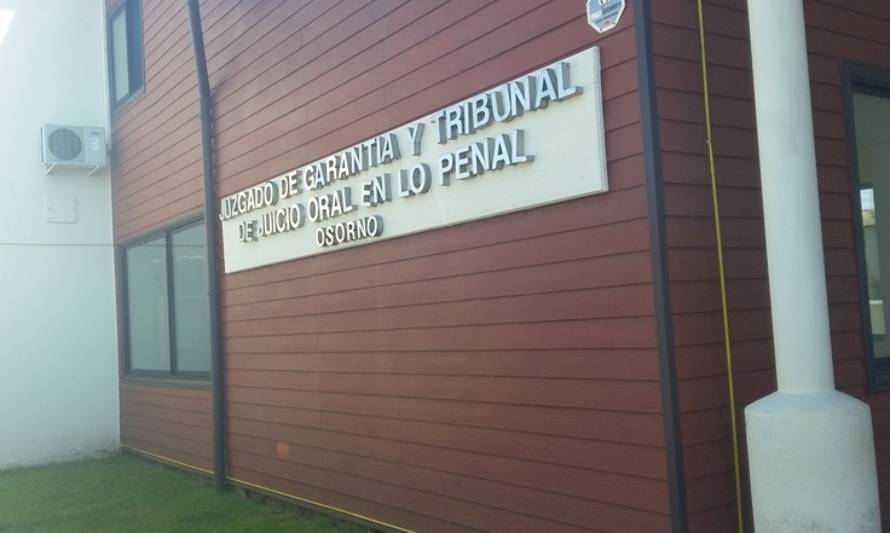 JUZGADO DE GARANTIA Y TRIBUNAL
DE JUICIO ORAL EN LO PENAL
OSORNO